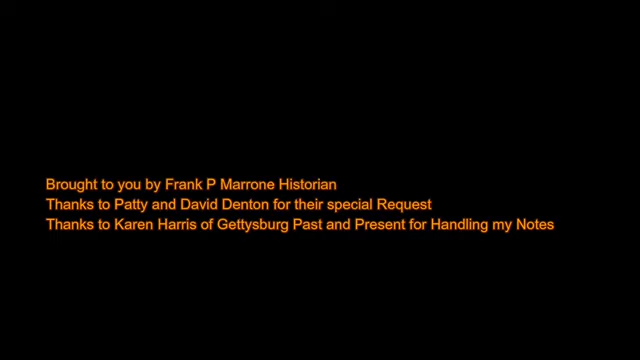 Brought to you by Frank P Marrone Historian
Thanks to Patty and David Denton for their special Request
Thanks to Karen Harris of Gettysburg Past and Present for Handling my Notes